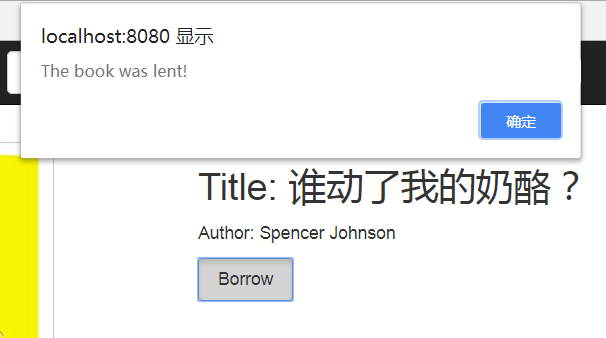 localhost:8080 显示
The book was lent!
确定
Title: 谁动了我的奶酪？
Author: Spencer Johnson
Borrow